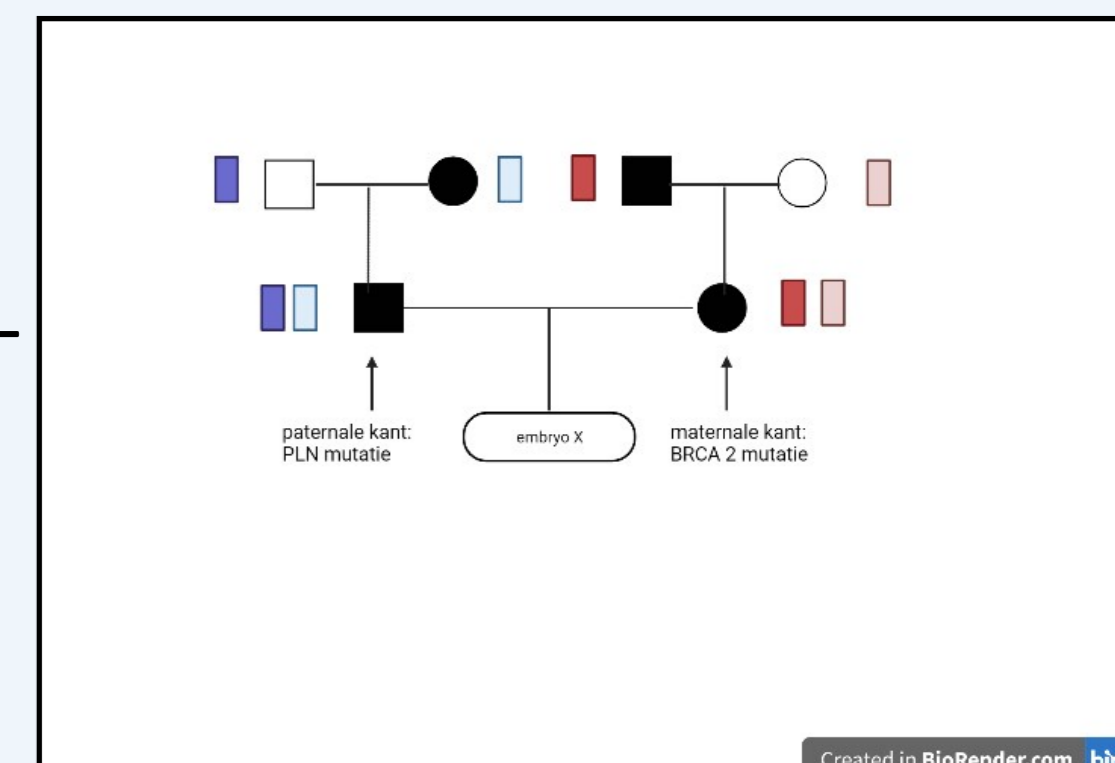 embryo X
paternale kant:
PLN mutatie
maternale kant:
BRCA 2 mutatie
Created in BioRender.com